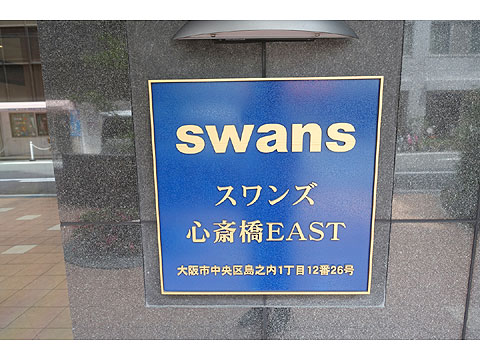 swans
スワンズ
心斎橋EAST
大阪市中央区島之内1丁目12番26号